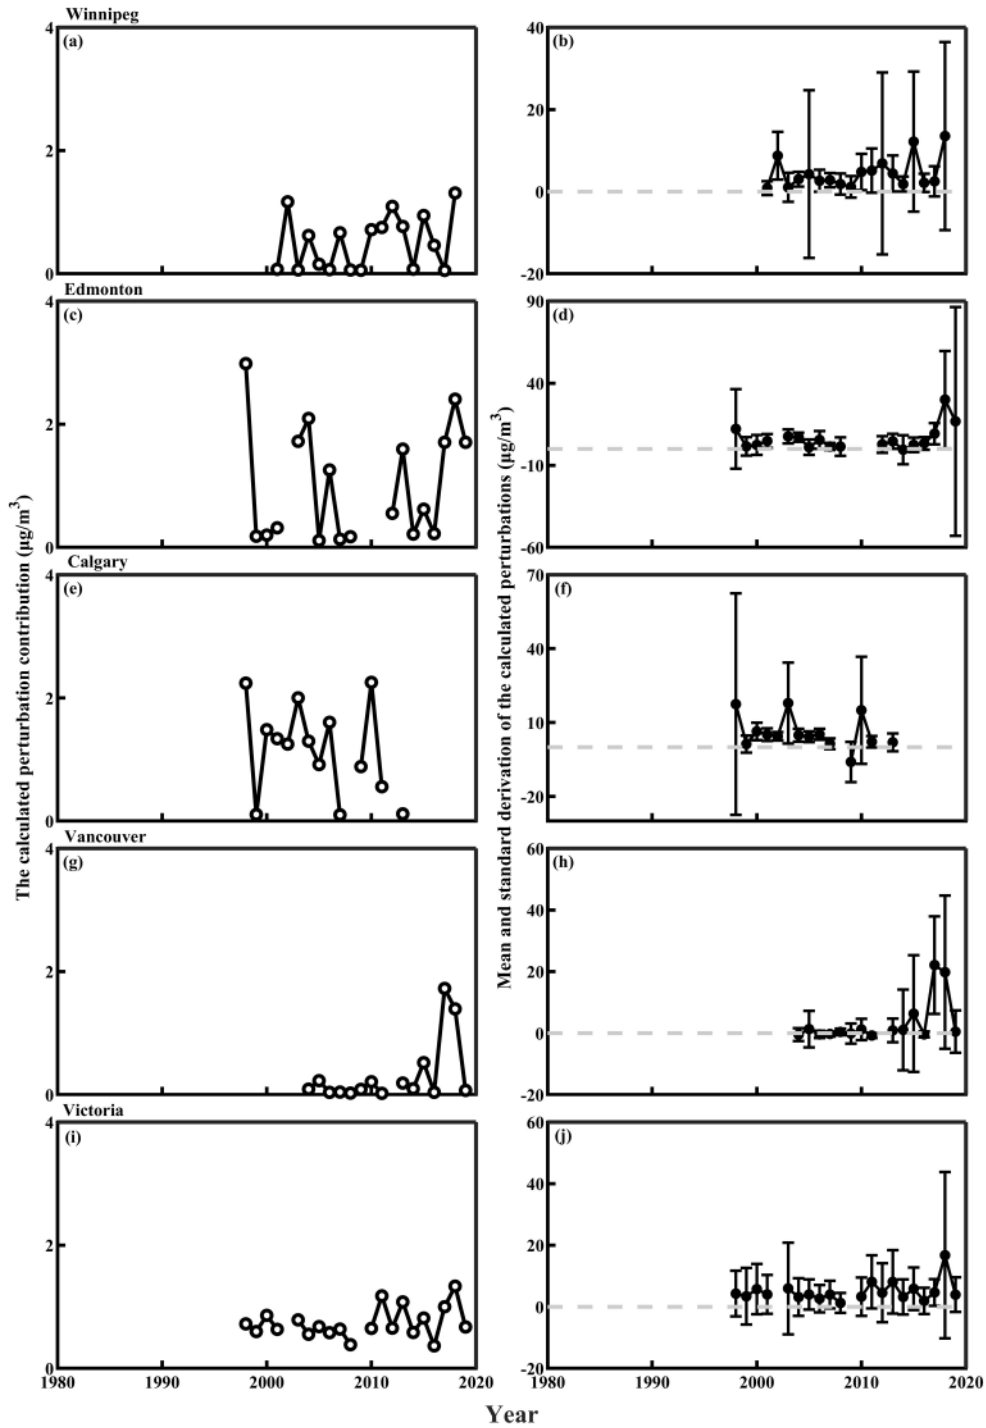 Winnipeg
(a)
4
2
0
(b)
40
20
0
-20
Edmonton
(c)
4
2
0
(d)
90
40
-10
-60
Calgary
(e)
4
2
0
(f)
70
40
10
-20
Vancouver
(g)
4
2
0
(h)
60
40
20
0
-20
Victoria
(i)
4
2
0
(j)
60
40
20
0
-20
1980 1990 2000 2010 2020
1980 1990 2000 2010 2020
The calculated perturbation contribution (μg/m³)
Mean and standard derivation of the calculated perturbations (μg/m³)
Year